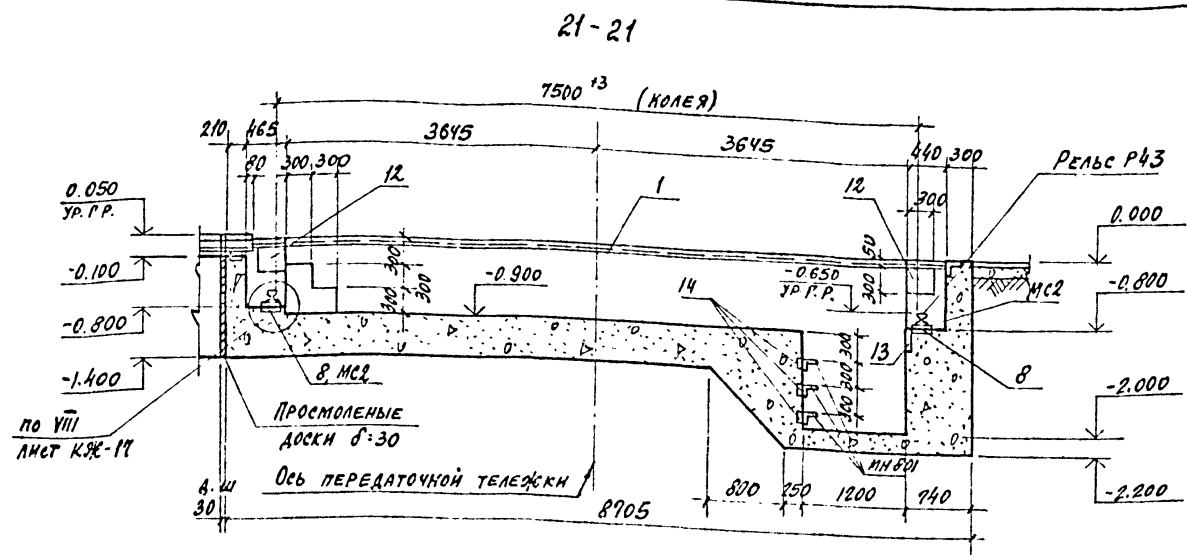 21-21
7500 +3 (КОЛЕЯ)
210 465 3645 3645 440 300
80 300 300 12 1 12 300 РЕЛЬС Р43
0.050
УР. Г.Р.
0.000
-0.100
300 300 300
-0.900
-0.650
УР Г.Р.
50
300
-0.800
МС2
-0.800
14
13
8
300 300 300
-1.400
8, МС2
-2.000
ПО VIII
ЛИСТ КЖ-17
ПРОСМОЛЕНЫЕ
ДОСКИ δ=30
ОСЬ ПЕРЕДАТОЧНОЙ ТЕЛЕЖКИ
ИН801
-2.200
Д. Ш
30
800 250 1200 740
8705